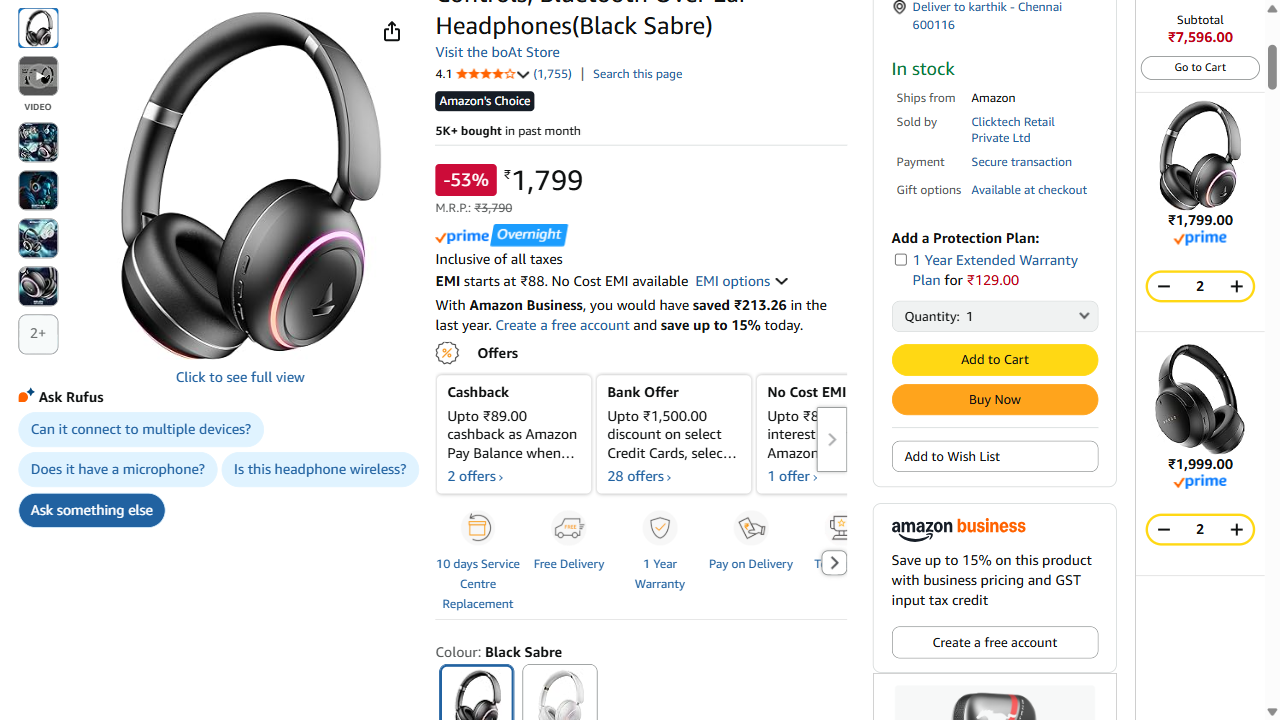 VIDEO
2+
Click to see full view
Ask Rufus
Can it connect to multiple devices?
Does it have a microphone?
Is this headphone wireless?
Ask something else
Headphones(Black Sabre)
Visit the boAt Store
4.1 (1,755) | Search this page
Amazon's Choice
5K+ bought in past month
-53% ₹1,799
M.R.P.: ₹3,790
prime Overnight
Inclusive of all taxes
EMI starts at ₹88. No Cost EMI available EMI options
With Amazon Business, you would have saved ₹213.26 in the
last year. Create a free account and save up to 15% today.
Offers
Cashback
Upto ₹89.00
cashback as Amazon
Pay Balance when…
2 offers ›
Bank Offer
Upto ₹1,500.00
discount on select
Credit Cards, selec…
28 offers ›
No Cost EMI
Upto ₹8
interest
Amazon
1 offer ›
10 days Service
Centre
Replacement
Free Delivery
1 Year
Warranty
Pay on Delivery
Colour: Black Sabre
Deliver to karthik - Chennai
600116
In stock
Ships from Amazon
Sold by Clicktech Retail
Private Ltd
Payment Secure transaction
Gift options Available at checkout
Add a Protection Plan:
1 Year Extended Warranty
Plan for ₹129.00
Quantity: 1
Add to Cart
Buy Now
Add to Wish List
amazon business
Save up to 15% on this product
with business pricing and GST
input tax credit
Create a free account
Subtotal
₹7,596.00
Go to Cart
₹1,799.00
prime
− 2 +
₹1,999.00
prime
− 2 +